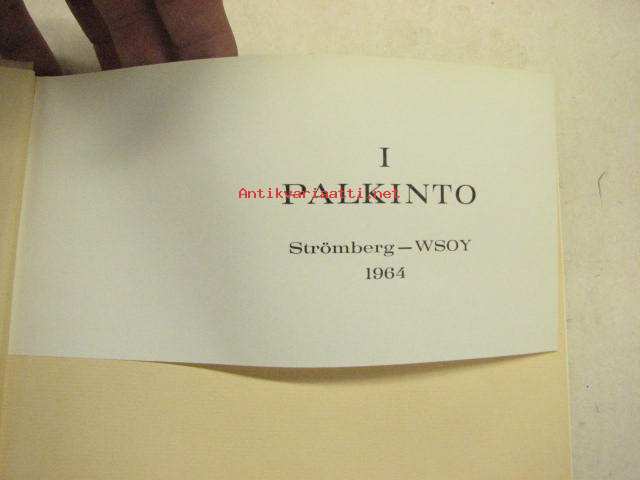 I
PALKINTO
Antikvariaatti.net
Strömberg — WSOY
1964